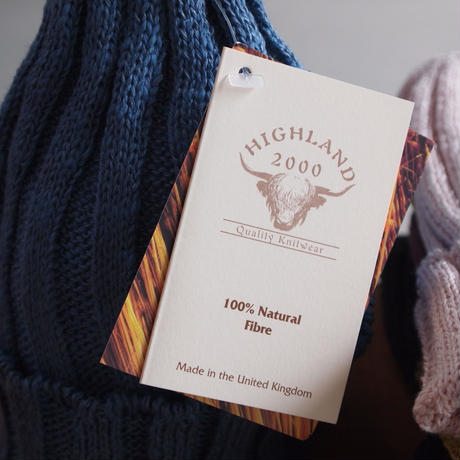 HIGHLAND
2000
Quality Knitwear
100% Natural
Fibre
Made in the United Kingdom